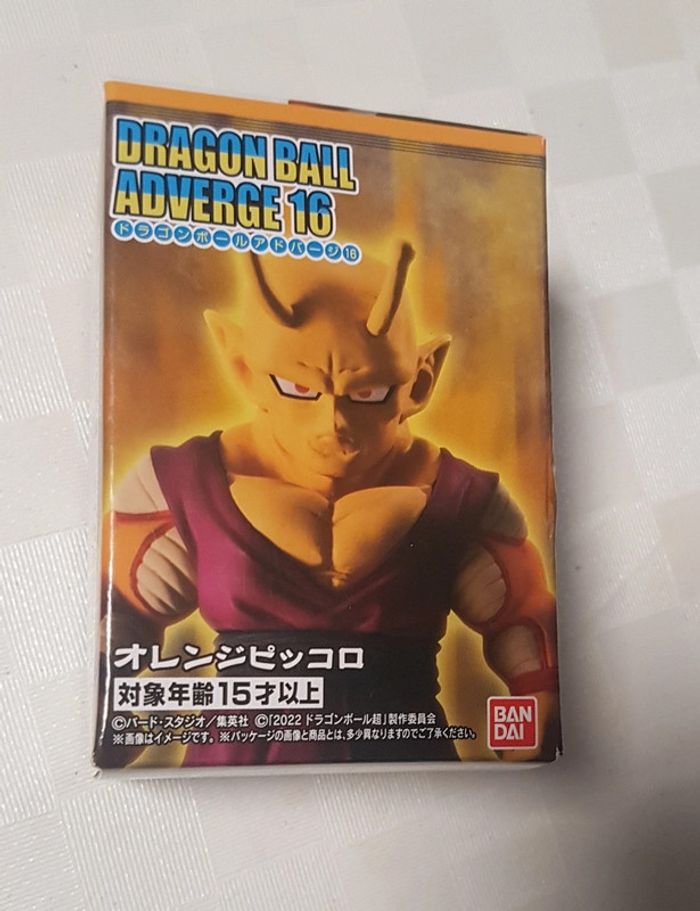 DRAGON BALL
ADVERGE 16
ドラゴンボールアドバージ16
オレンジピッコロ
対象年齢15才以上
©バード・スタジオ/集英社 ©「2022 ドラゴンボール超」製作委員会
※画像はイメージです。※パッケージの画像と商品とは、多少異なりますのでご了承ください。
BAN
DAI